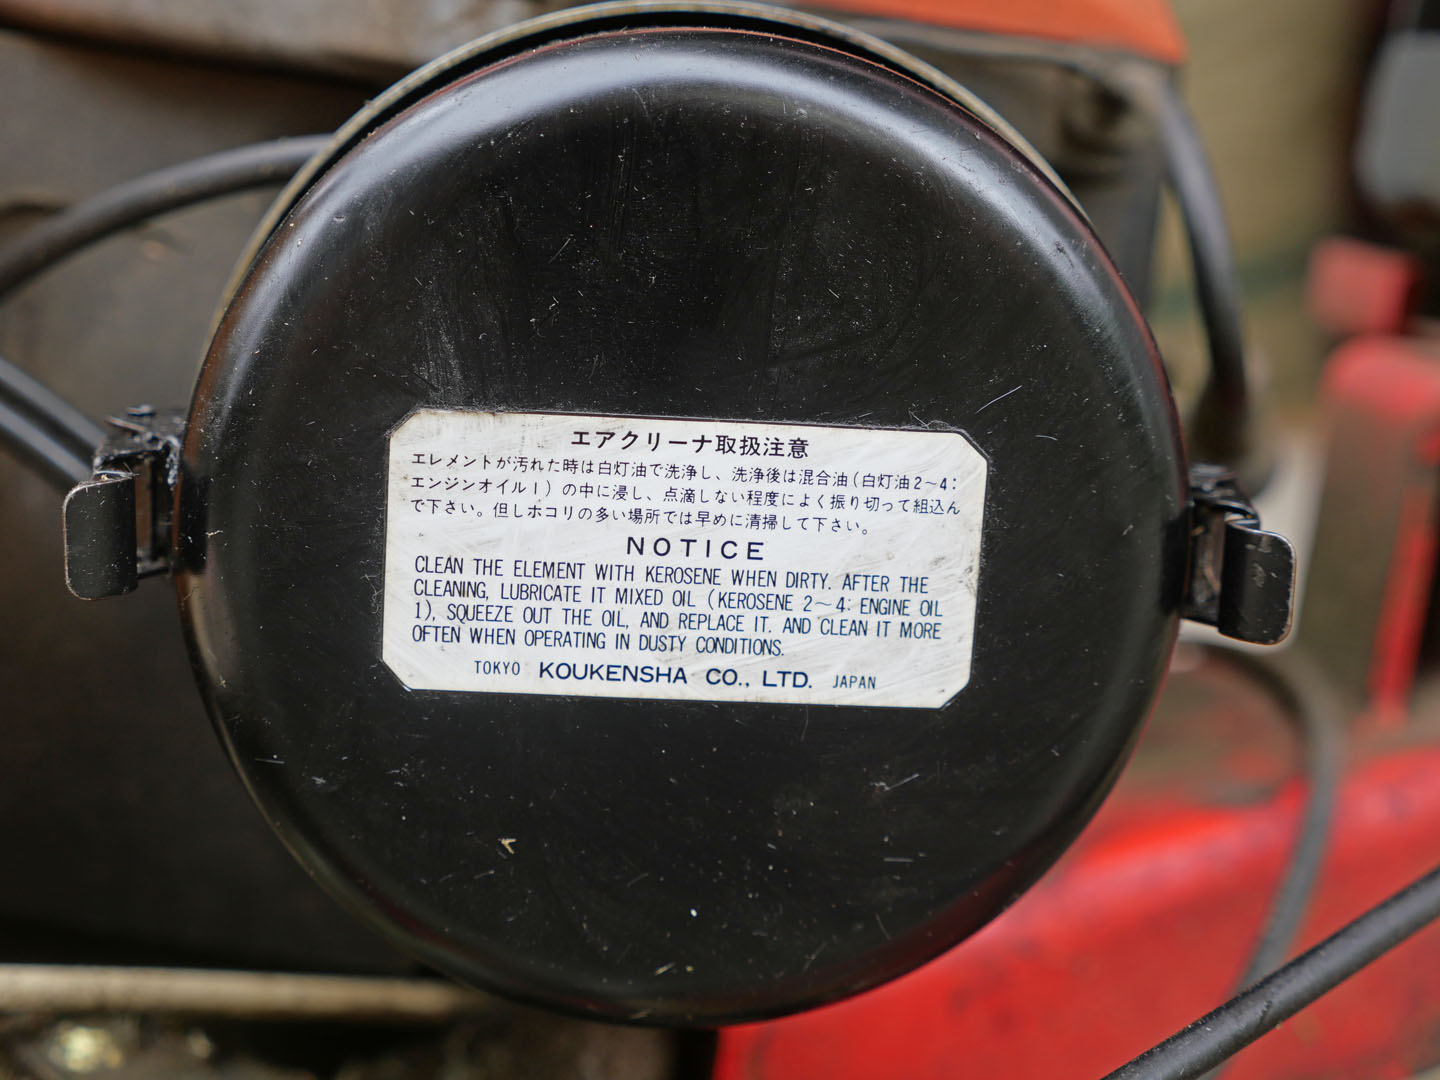 エアクリーナ取扱注意
エレメントが汚れた時は白灯油で洗浄し、洗浄後は混合油(白灯油2〜4:
エンジンオイル1)の中に浸し、点滴しない程度によく振り切って組込ん
で下さい。但しホコリの多い場所では早めに清掃して下さい。
NOTICE
CLEAN THE ELEMENT WITH KEROSENE WHEN DIRTY. AFTER THE
CLEANING, LUBRICATE IT MIXED OIL (KEROSENE 2〜4: ENGINE OIL
1), SQUEEZE OUT THE OIL, AND REPLACE IT. AND CLEAN IT MORE
OFTEN WHEN OPERATING IN DUSTY CONDITIONS.
TOKYO KOUKENSHA CO., LTD. JAPAN